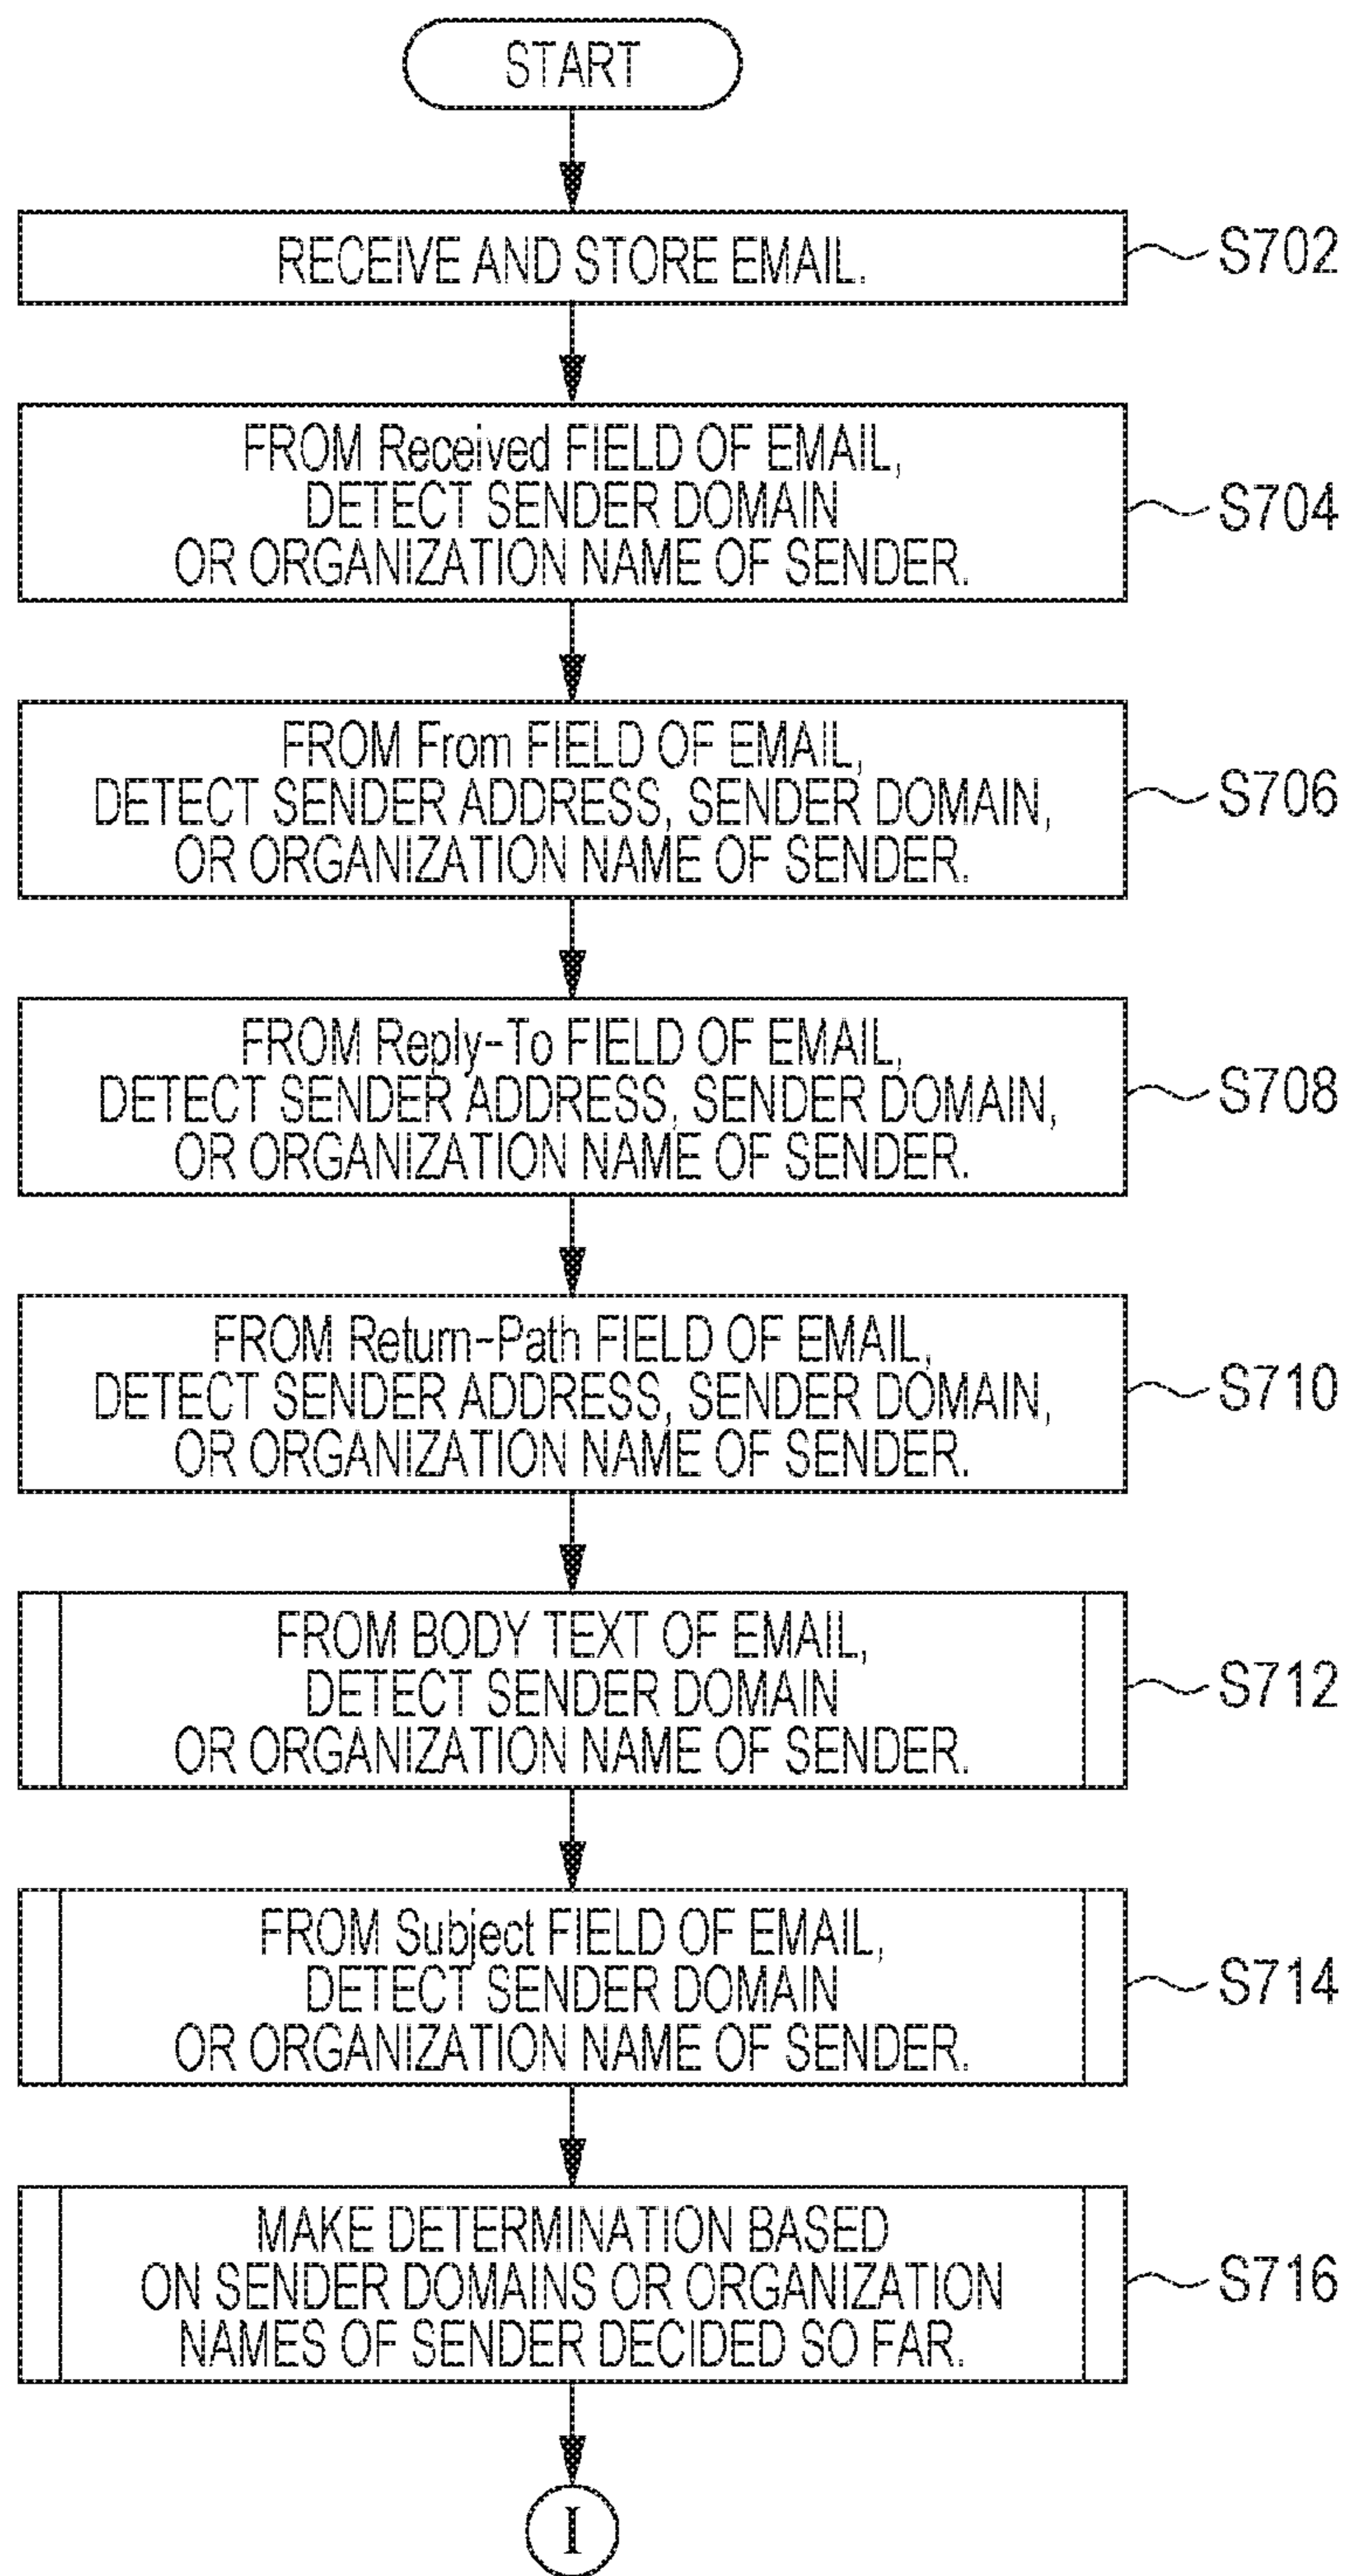 START
RECEIVE AND STORE EMAIL.
S702
FROM Received FIELD OF EMAIL,
DETECT SENDER DOMAIN
OR ORGANIZATION NAME OF SENDER.
S704
FROM From FIELD OF EMAIL,
DETECT SENDER ADDRESS, SENDER DOMAIN,
OR ORGANIZATION NAME OF SENDER.
S706
FROM Reply-To FIELD OF EMAIL,
DETECT SENDER ADDRESS, SENDER DOMAIN,
OR ORGANIZATION NAME OF SENDER.
S708
FROM Return-Path FIELD OF EMAIL,
DETECT SENDER ADDRESS, SENDER DOMAIN,
OR ORGANIZATION NAME OF SENDER.
S710
FROM BODY TEXT OF EMAIL,
DETECT SENDER DOMAIN
OR ORGANIZATION NAME OF SENDER.
S712
FROM Subject FIELD OF EMAIL,
DETECT SENDER DOMAIN
OR ORGANIZATION NAME OF SENDER.
S714
MAKE DETERMINATION BASED
ON SENDER DOMAINS OR ORGANIZATION
NAMES OF SENDER DECIDED SO FAR.
S716
I